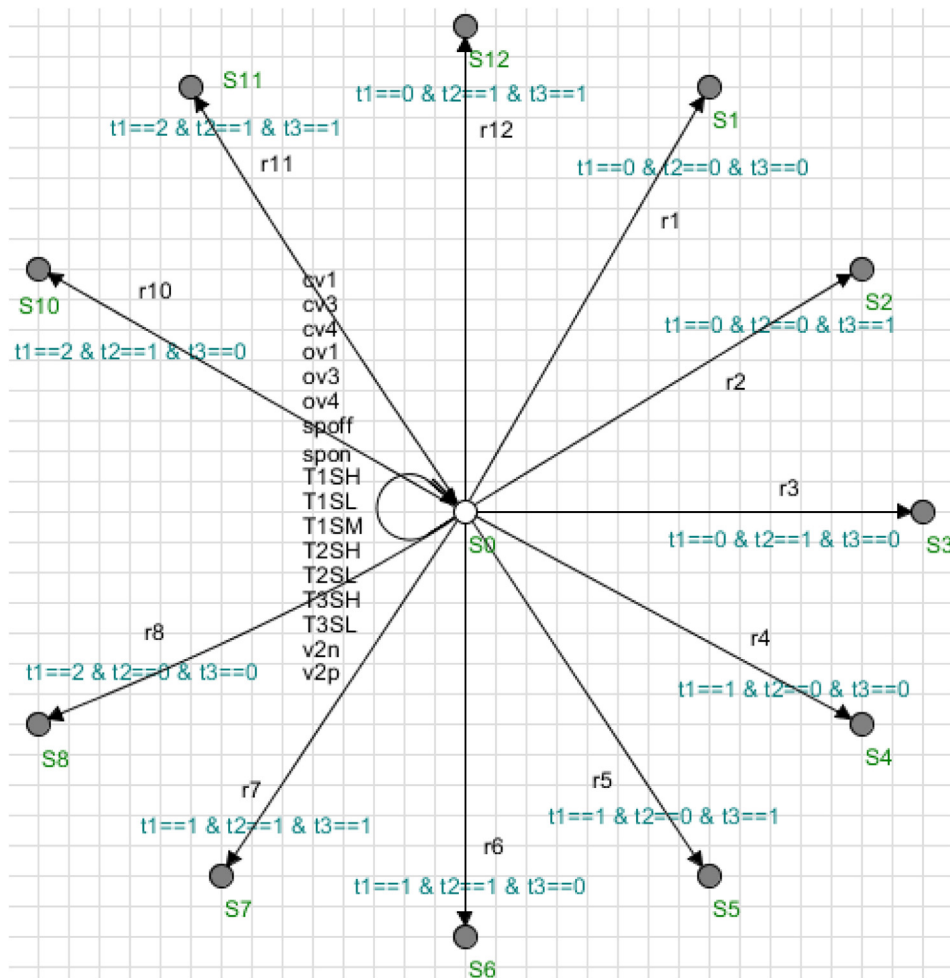 S12
t1==0 & t2==1 & t3==1
r12
S11
t1==2 & t2==1 & t3==1
r11
S1
t1==0 & t2==0 & t3==0
r1
S10
r10
t1==2 & t2==1 & t3==0
S2
t1==0 & t2==0 & t3==1
r2
cv1
cv3
cv4
ov1
ov3
ov4
spoff
spon
T1SH
T1SL
T1SM
T2SH
T2SL
T3SH
T3SL
v2n
v2p
S0
r3
t1==0 & t2==1 & t3==0
S3
r8
t1==2 & t2==0 & t3==0
S8
r4
t1==1 & t2==0 & t3==0
S4
r7
t1==1 & t2==1 & t3==1
S7
r5
t1==1 & t2==0 & t3==1
S5
r6
t1==1 & t2==1 & t3==0
S6